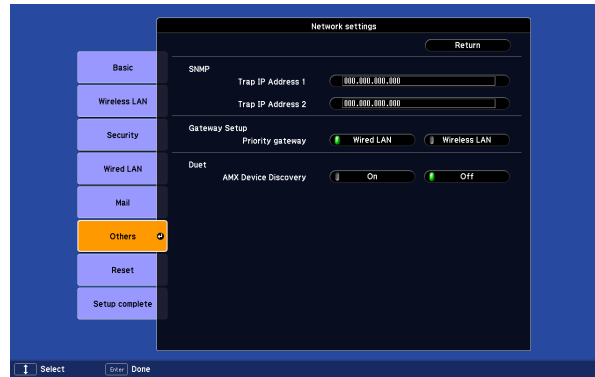 Network settings
Return
Basic
Wireless LAN
Security
Wired LAN
Mail
Others
Reset
Setup complete
SNMP
Trap IP Address 1
000.000.000.000
Trap IP Address 2
000.000.000.000
Gateway Setup
Priority gateway
Wired LAN
Wireless LAN
Duet
AMX Device Discovery
On
Off
Select
Enter Done